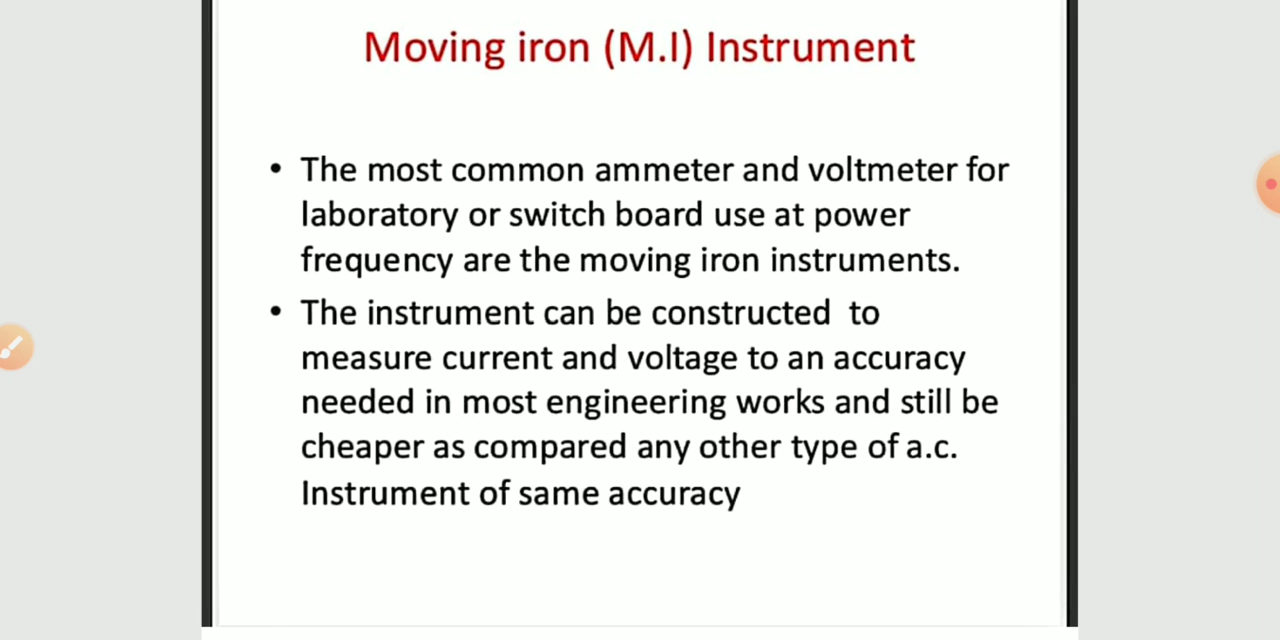 Moving iron (M.I) Instrument
• The most common ammeter and voltmeter for
laboratory or switch board use at power
frequency are the moving iron instruments.
• The instrument can be constructed  to
measure current and voltage to an accuracy
needed in most engineering works and still be
cheaper as compared any other type of a.c.
Instrument of same accuracy